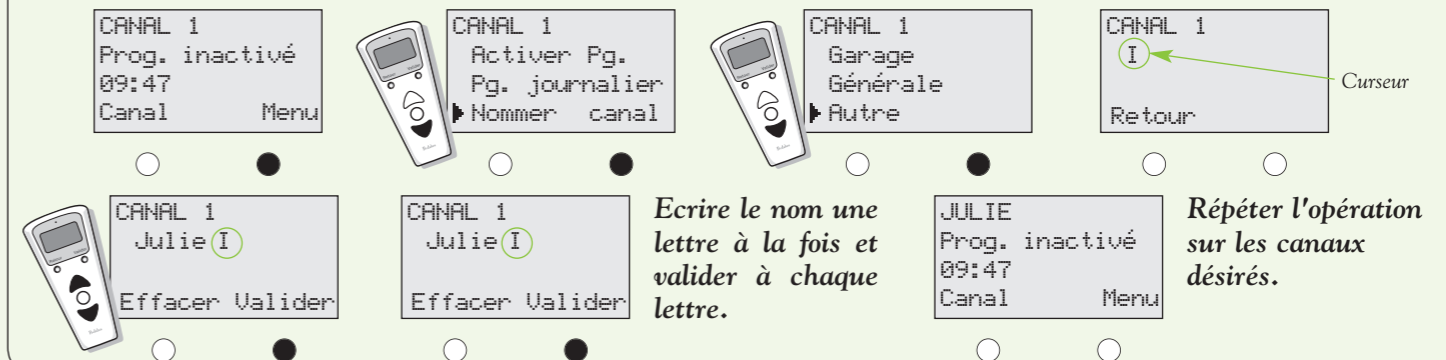 CANAL 1
Prog. inactivé
09:47
Canal Menu
CANAL 1
Activer Pg.
Pg. journalier
Nommer canal
CANAL 1
Garage
Générale
Autre
CANAL 1
I
Retour
Curseur
CANAL 1
Julie I
Effacer Valider
CANAL 1
Julie I
Effacer Valider
Ecrire le nom une
lettre à la fois et
valider à chaque
lettre.
JULIE
Prog. inactivé
09:47
Canal Menu
Répéter l'opération
sur les canaux
désirés.